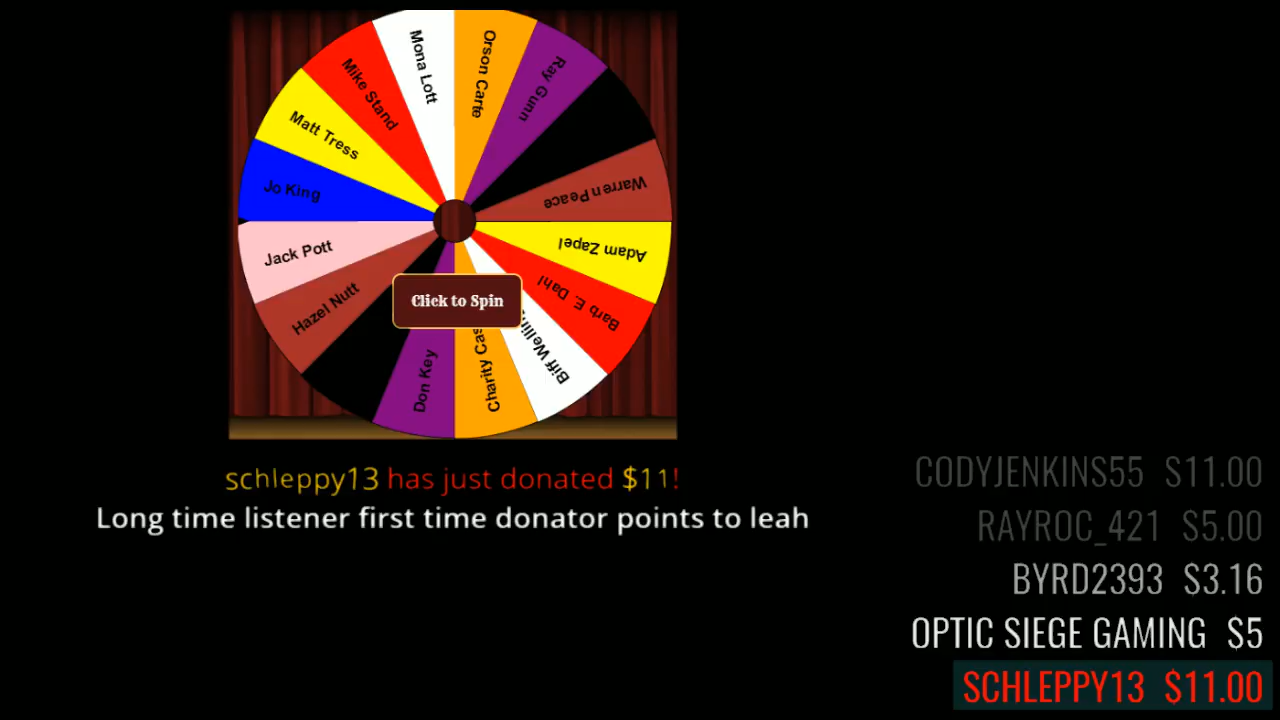 Mona Lott
Orson Carte
Ray Gunn
Mike Stand
Matt Tress
Jo King
Warren Peace
Adam Zapel
Jack Pott
Barb E. Dahl
Hazel Nutt
Click to Spin
Biff
Charity
Don Key
schleppy13 has just donated $11!
Long time listener first time donator points to leah
CODYJENKINS55 $11.00
RAYROC_421 $5.00
BYRD2393 $3.16
OPTIC SIEGE GAMING $5
SCHLEPPY13 $11.00